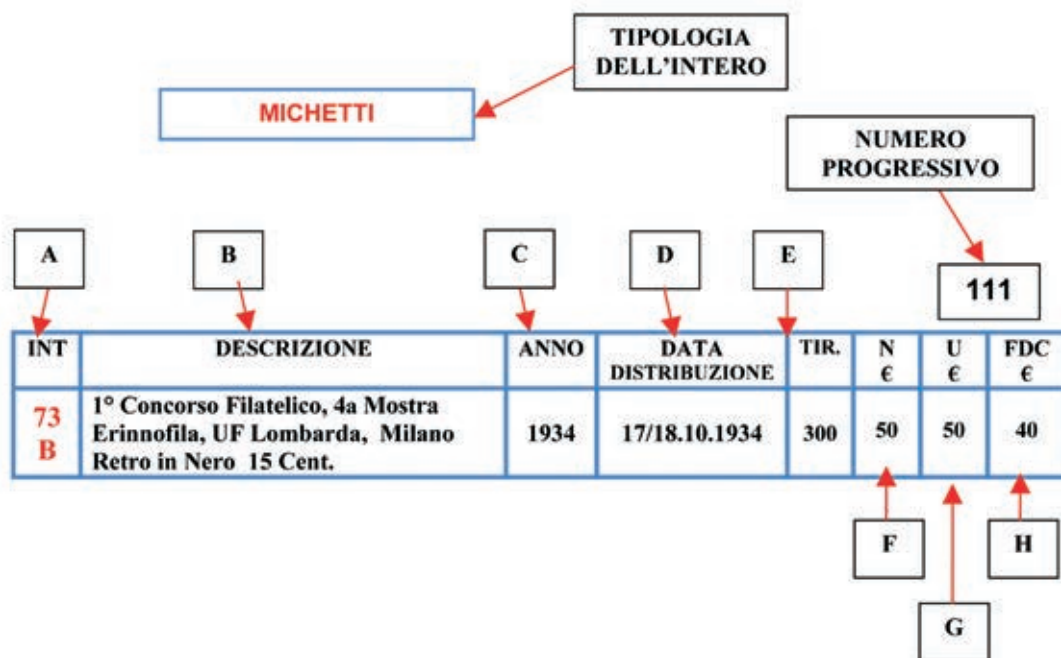 TIPOLOGIA
DELL'INTERO
MICHETTI
NUMERO
PROGRESSIVO
A
B
C
D
E
111
INT
DESCRIZIONE
ANNO
DATA
DISTRIBUZIONE
TIR.
N
€
U
€
FDC
€
73
B
1° Concorso Filatelico, 4a Mostra
Erinnofila, UF Lombarda, Milano
Retro in Nero 15 Cent.
1934
17/18.10.1934
300
50
50
40
F
H
G